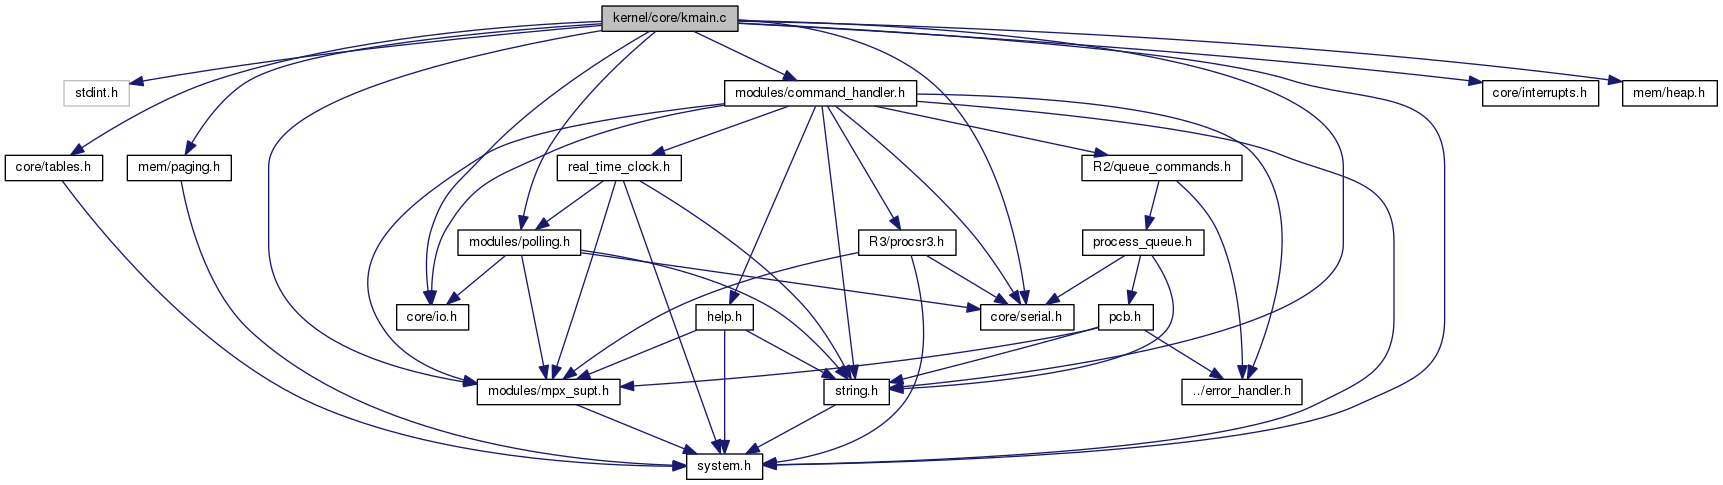 kernel/core/kmain.c
stdint.h
modules/command_handler.h
core/interrupts.h
mem/heap.h
core/tables.h
mem/paging.h
real_time_clock.h
R2/queue_commands.h
modules/polling.h
R3/procsr3.h
process_queue.h
core/io.h
help.h
core/serial.h
pcb.h
modules/mpx_supt.h
string.h
../error_handler.h
system.h